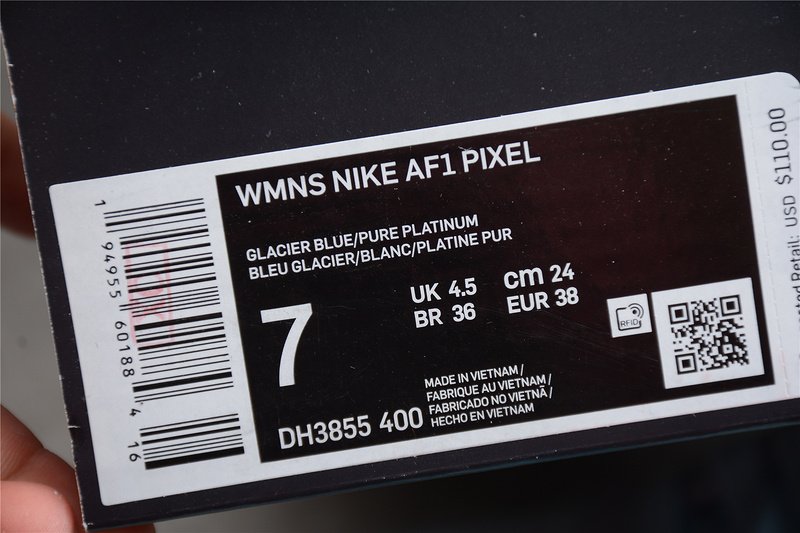 WMNS NIKE AF1 PIXEL
GLACIER BLUE/PURE PLATINUM
BLEU GLACIER/BLANC/PLATINE PUR
7
UK 4.5 cm 24
BR 36 EUR 38
RFID
MADE IN VIETNAM /
FABRIQUE AU VIETNAM /
FABRICADO NO VIETNÃ /
HECHO EN VIETNAM
DH3855 400
1 94955 60188 4 16
Retail: USD $110.00